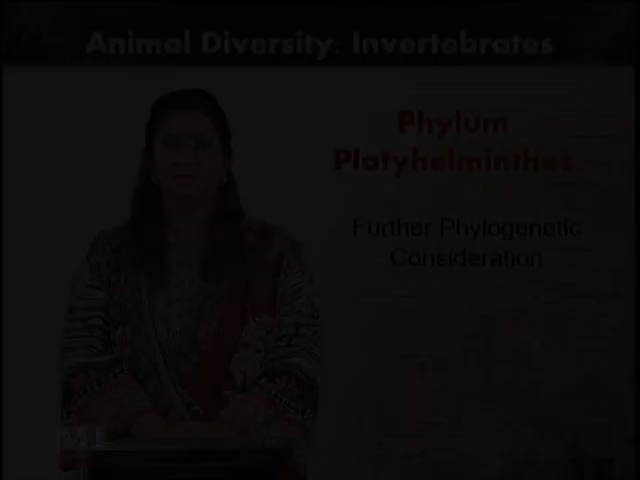 Animal Diversity: Invertebrates
Phylum
Platyhelminthes
Further Phylogenetic
Consideration